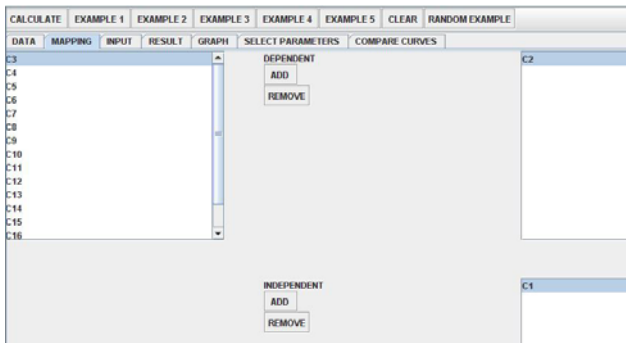 CALCULATE EXAMPLE 1 EXAMPLE 2 EXAMPLE 3 EXAMPLE 4 EXAMPLE 5 CLEAR RANDOM EXAMPLE
DATA MAPPING INPUT RESULT GRAPH SELECT PARAMETERS COMPARE CURVES
C3
C4
C5
C6
C7
C8
C9
C10
C11
C12
C13
C14
C15
C16
DEPENDENT
ADD
REMOVE
C2
INDEPENDENT
ADD
REMOVE
C1